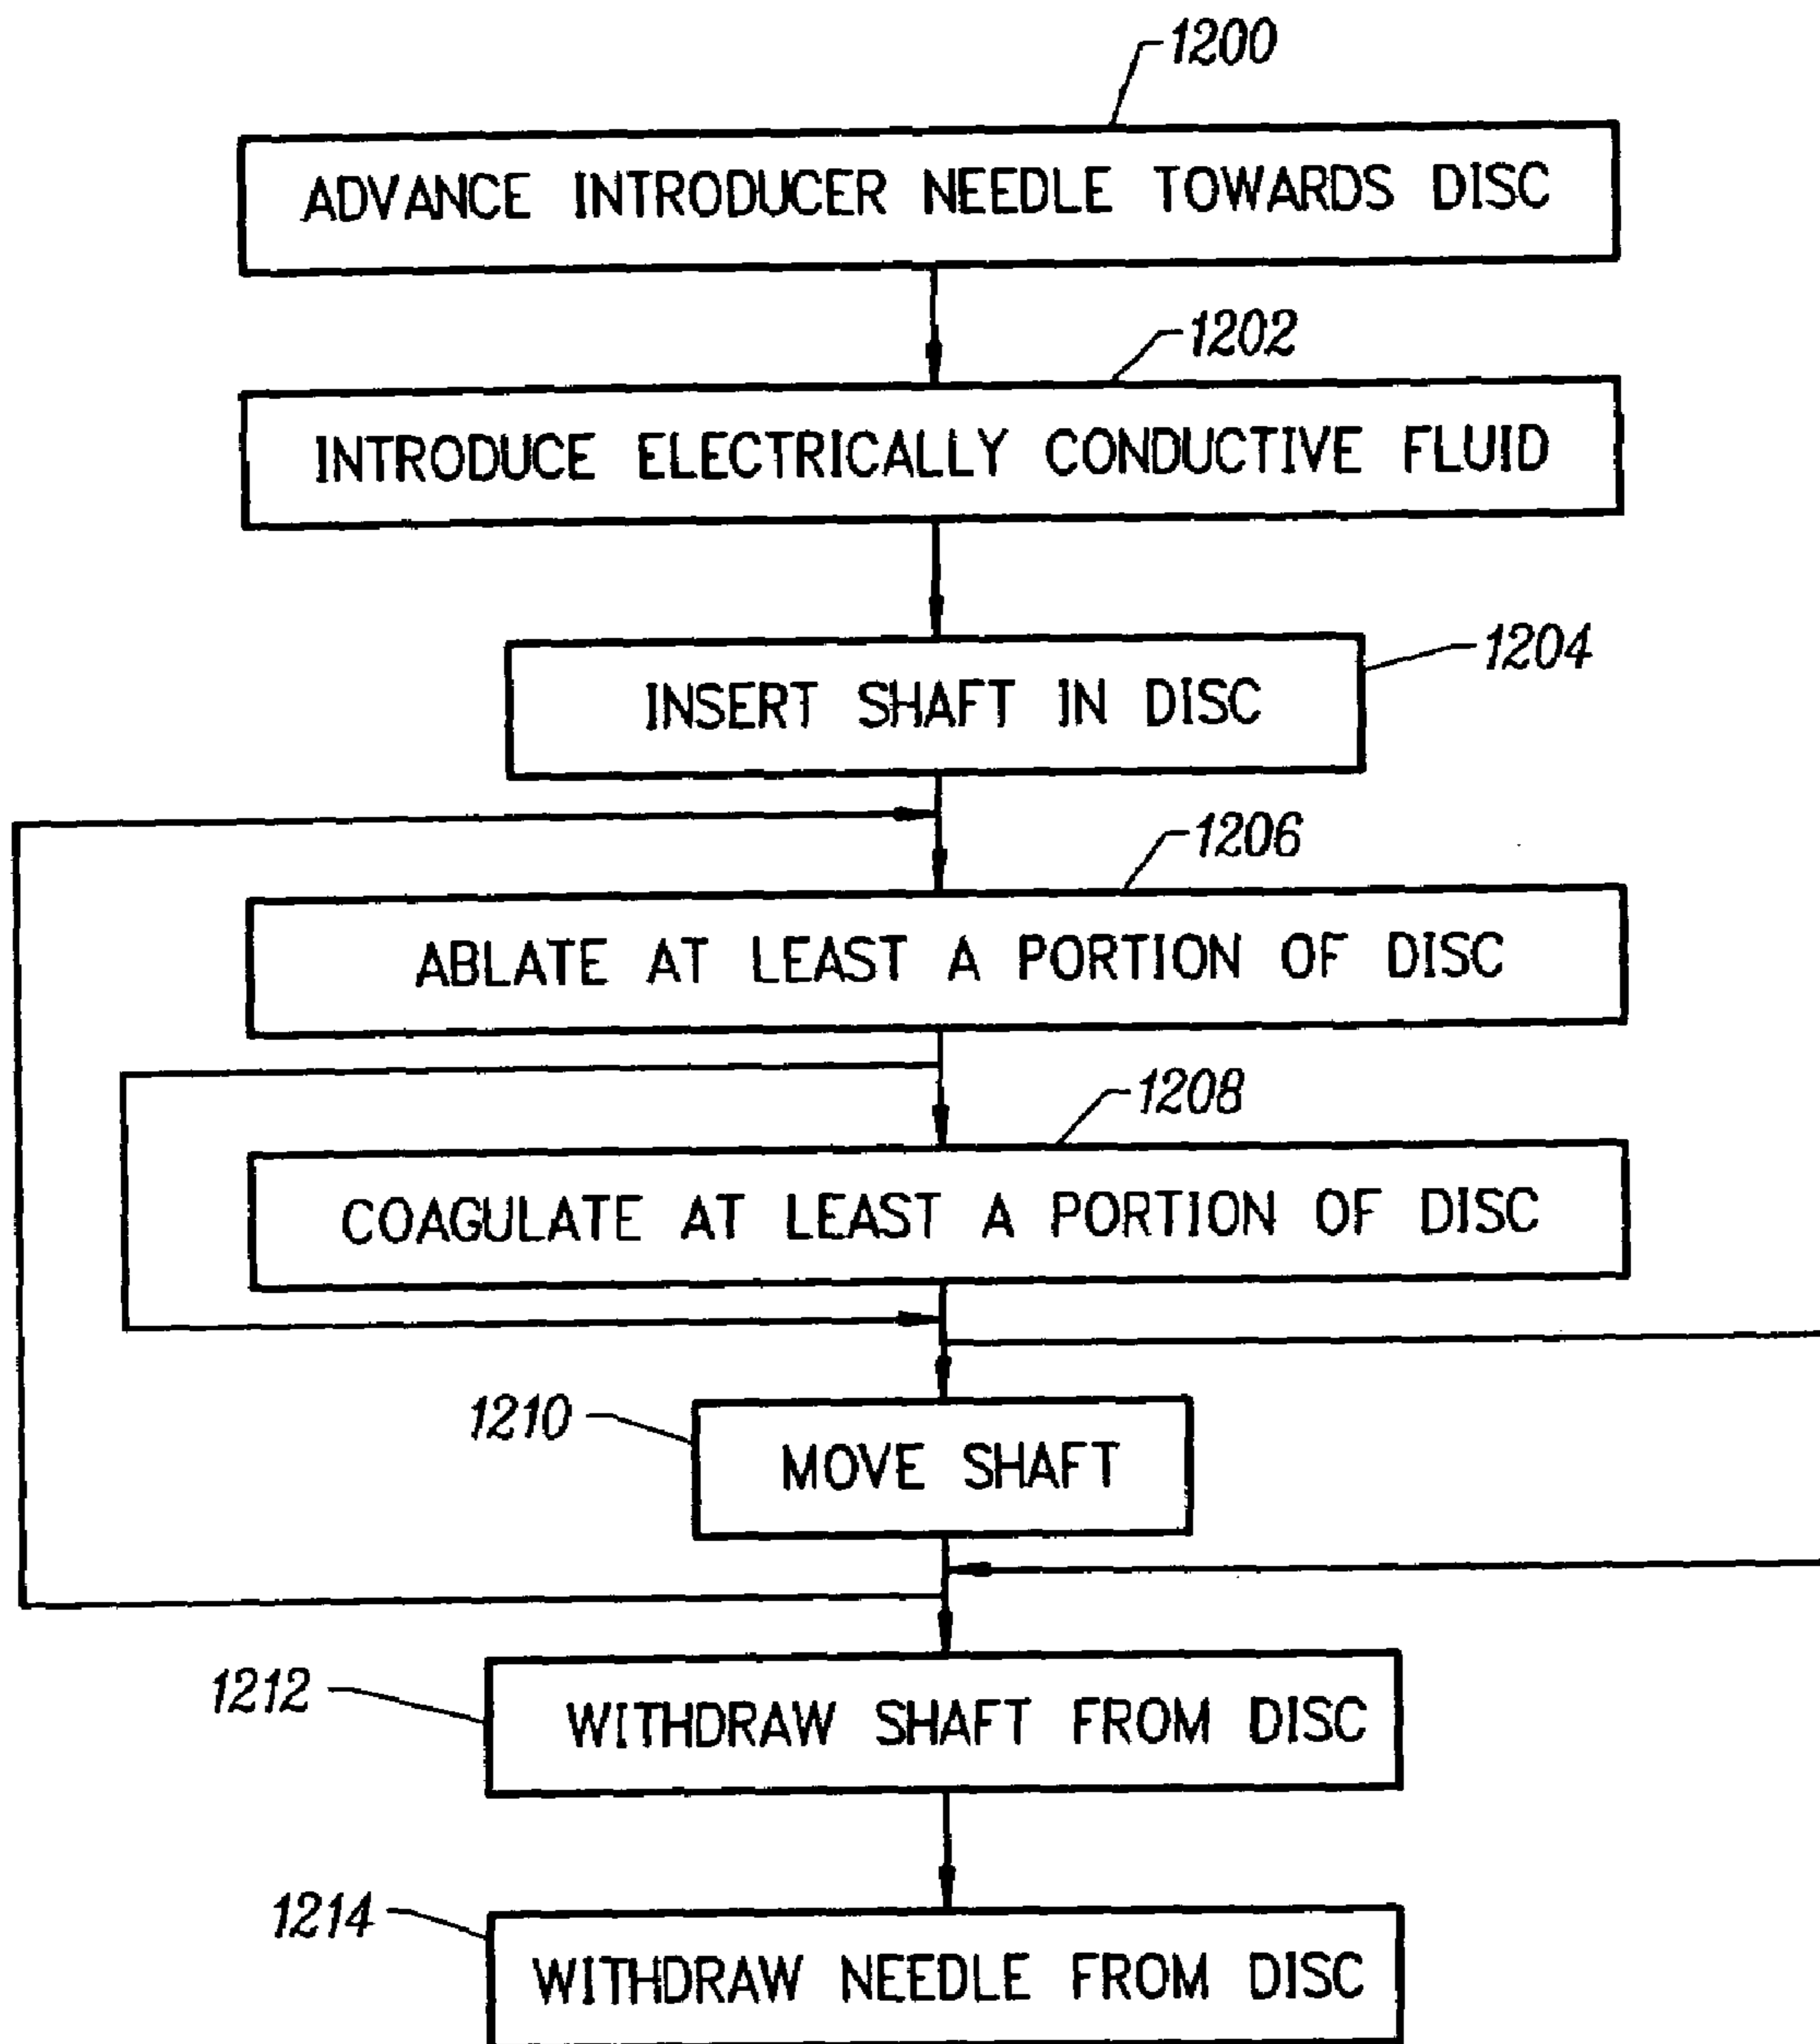 1200
ADVANCE INTRODUCER NEEDLE TOWARDS DISC
1202
INTRODUCE ELECTRICALLY CONDUCTIVE FLUID
1204
INSERT SHAFT IN DISC
1206
ABLATE AT LEAST A PORTION OF DISC
1208
COAGULATE AT LEAST A PORTION OF DISC
1210
MOVE SHAFT
1212
WITHDRAW SHAFT FROM DISC
1214
WITHDRAW NEEDLE FROM DISC